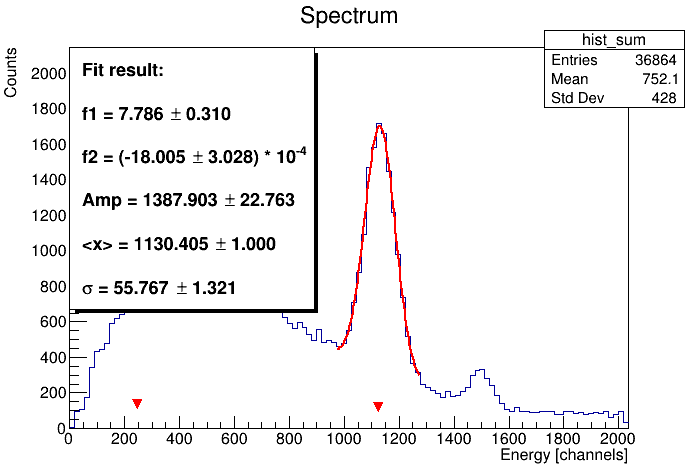 Spectrum
hist_sum
Entries 36864
Mean 752.1
Std Dev 428
Counts
Fit result:
f1 = 7.786 ± 0.310
f2 = (-18.005 ± 3.028) * 10^-4
Amp = 1387.903 ± 22.763
<x> = 1130.405 ± 1.000
σ = 55.767 ± 1.321
2000
1800
1600
1400
1200
1000
800
600
400
200
0
0 200 400 600 800 1000 1200 1400 1600 1800 2000
Energy [channels]